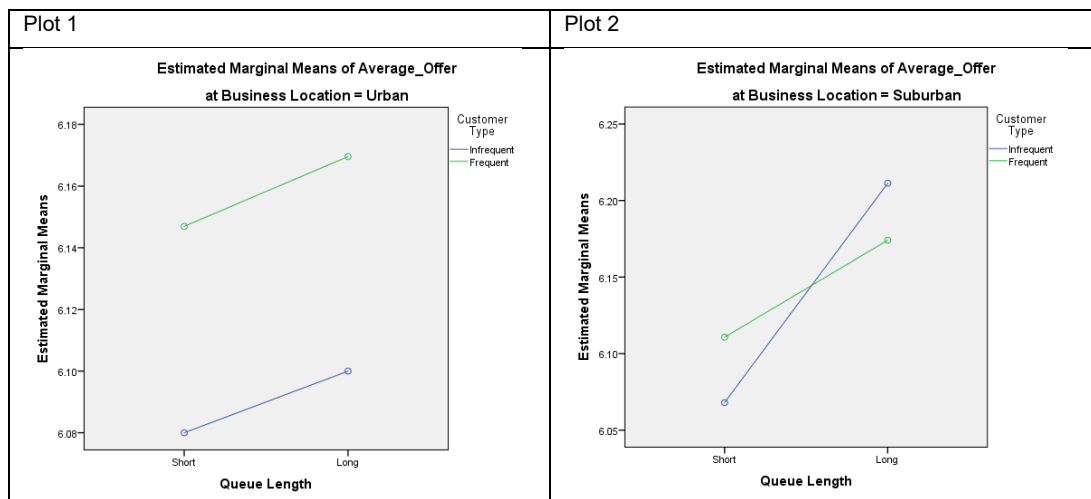 Plot 1
Estimated Marginal Means of Average_Offer
at Business Location = Urban
Customer
Type
Infrequent
Frequent
6.18
6.16
6.14
6.12
6.10
6.08
Estimated Marginal Means
Short
Long
Queue Length
Plot 2
Estimated Marginal Means of Average_Offer
at Business Location = Suburban
Customer
Type
Infrequent
Frequent
6.25
6.20
6.15
6.10
6.05
Estimated Marginal Means
Short
Long
Queue Length